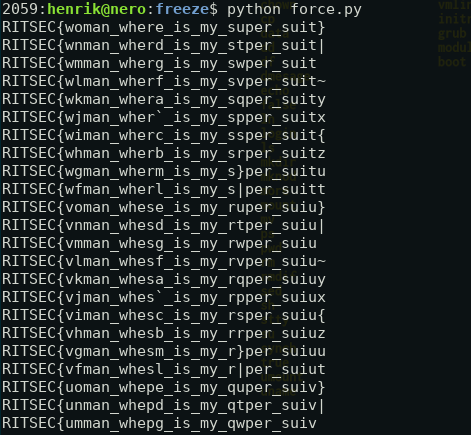 2059:henrik@nero:freeze$ python force.py
RITSEC{woman_where_is_my_super_suit}
RITSEC{wnman_wherd_is_my_stper_suit|
RITSEC{wmman_wherg_is_my_swper_suit
RITSEC{wlman_wherf_is_my_svper_suit~
RITSEC{wkman_whera_is_my_sqper_suity
RITSEC{wjman_wher`_is_my_spper_suitx
RITSEC{wiman_wherc_is_my_ssper_suit{
RITSEC{whman_wherb_is_my_srper_suitz
RITSEC{wgman_wherm_is_my_s}per_suitu
RITSEC{wfman_wherl_is_my_s|per_suitt
RITSEC{voman_whese_is_my_ruper_suiu}
RITSEC{vnman_whesd_is_my_rtper_suiu|
RITSEC{vmman_whesg_is_my_rwper_suiu
RITSEC{vlman_whesf_is_my_rvper_suiu~
RITSEC{vkman_whesa_is_my_rqper_suiuy
RITSEC{vjman_whes`_is_my_rpper_suiux
RITSEC{viman_whesc_is_my_rsper_suiu{
RITSEC{vhman_whesb_is_my_rrper_suiuz
RITSEC{vgman_whesm_is_my_r}per_suiuu
RITSEC{vfman_whesl_is_my_r|per_suiut
RITSEC{uoman_whepe_is_my_quper_suiv}
RITSEC{unman_whepd_is_my_qtper_suiv|
RITSEC{umman_whepg_is_my_qwper_suiv
vmlin
initr
grub
modul
boot